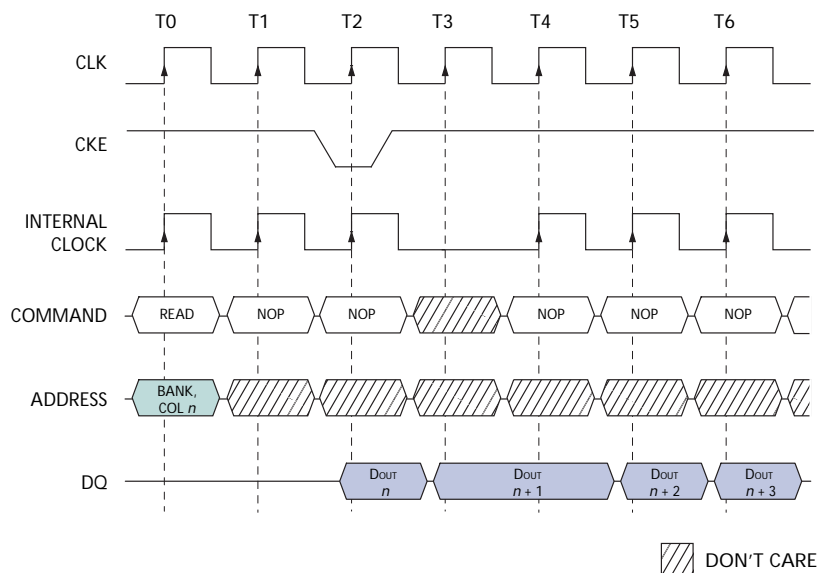 T0 T1 T2 T3 T4 T5 T6
CLK
CKE
INTERNAL
CLOCK
COMMAND READ NOP NOP NOP NOP NOP
ADDRESS BANK,
COL n
DQ DOUT
n DOUT
n + 1 DOUT
n + 2 DOUT
n + 3
DON'T CARE